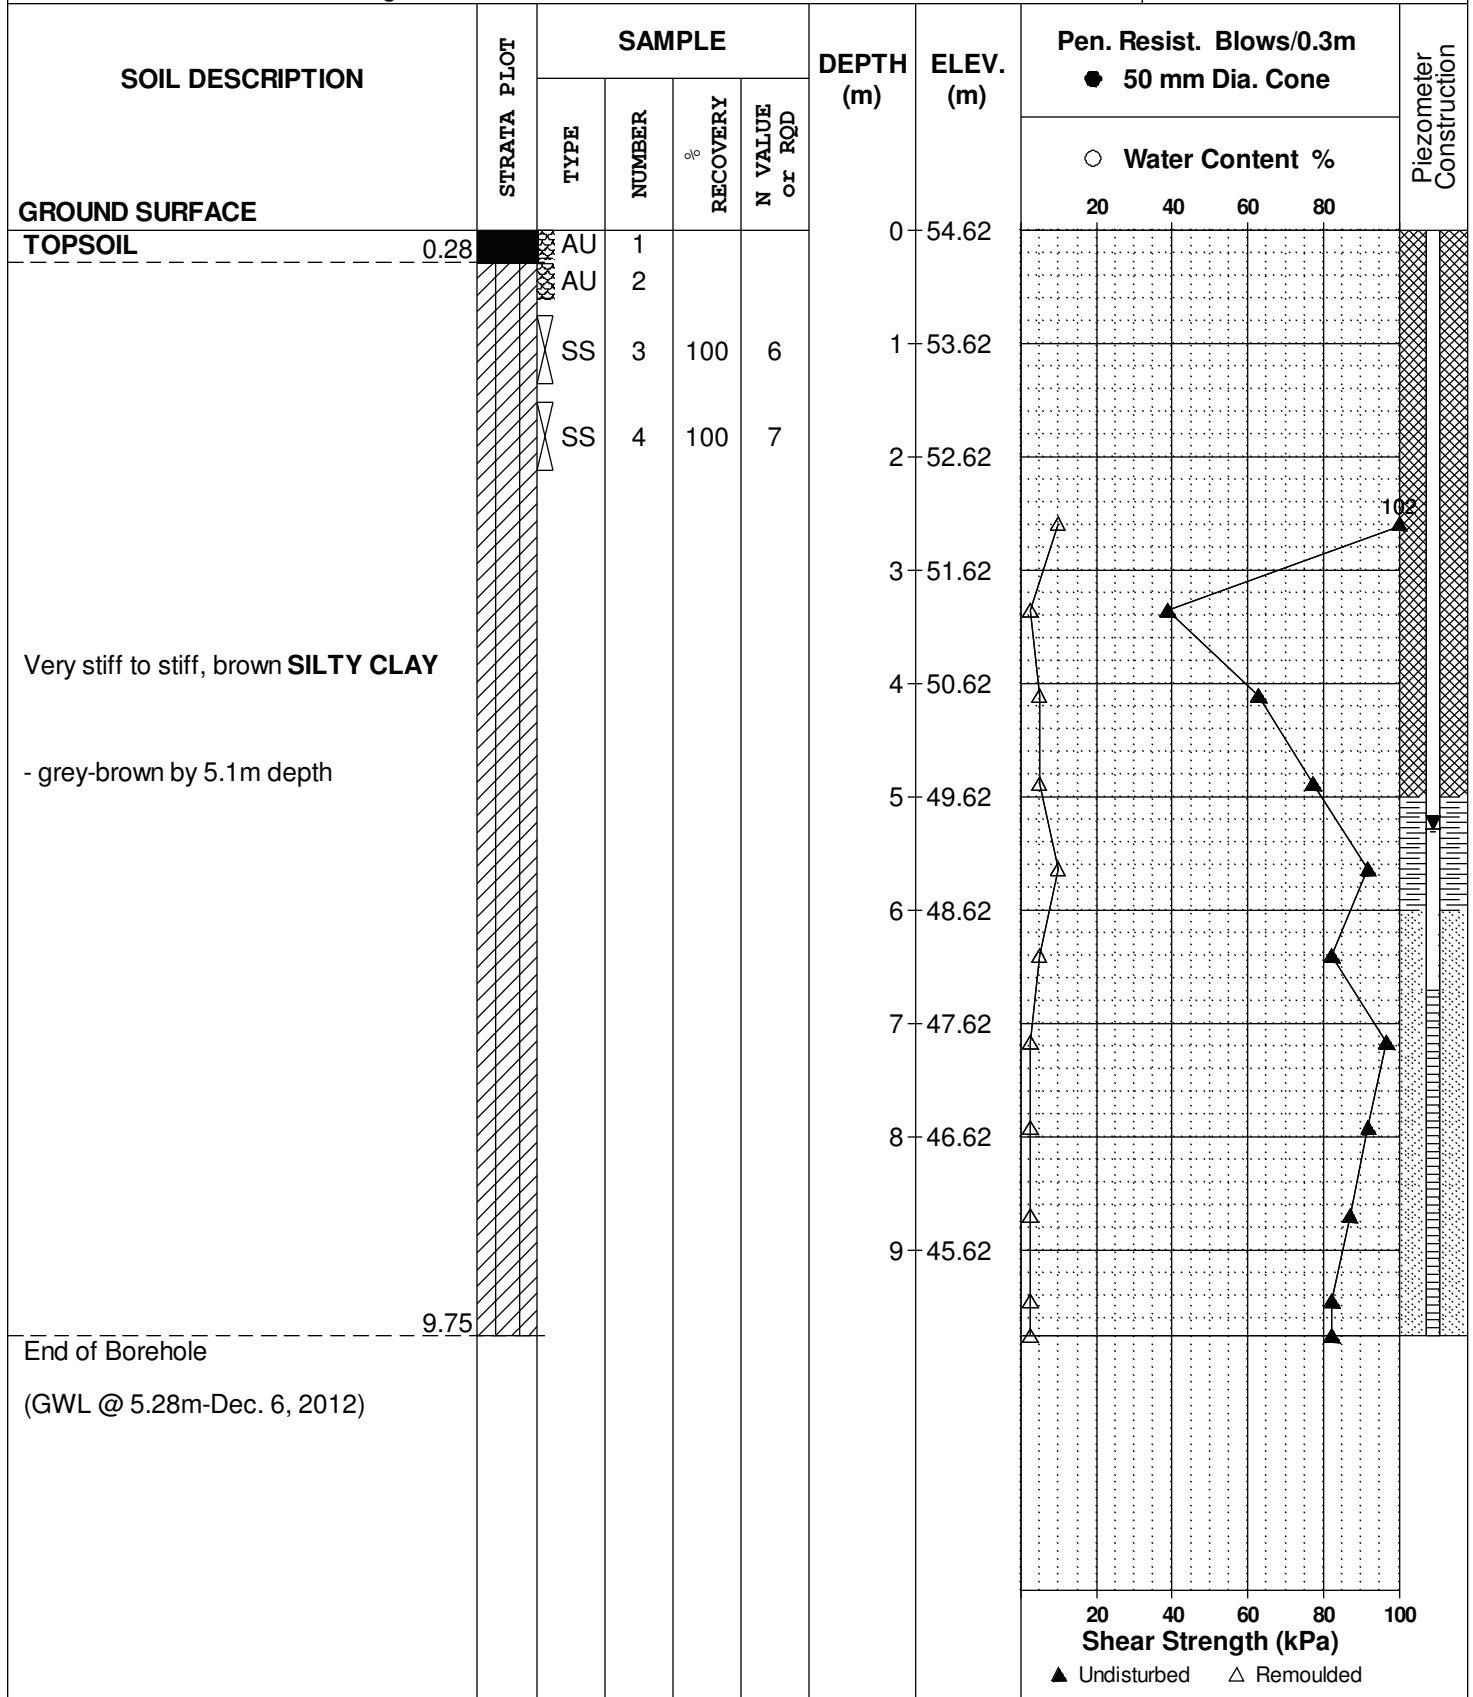 SOIL DESCRIPTION
GROUND SURFACE
STRATA PLOT
SAMPLE
TYPE
NUMBER
% RECOVERY
N VALUE or RQD
DEPTH (m)
ELEV. (m)
Pen. Resist. Blows/0.3m
● 50 mm Dia. Cone
○ Water Content %
20 40 60 80
Piezometer Construction
TOPSOIL 0.28
AU 1
AU 2
SS 3 100 6
SS 4 100 7
0 54.62
1 53.62
2 52.62
102
3 51.62
Very stiff to stiff, brown SILTY CLAY
4 50.62
- grey-brown by 5.1m depth
5 49.62
6 48.62
7 47.62
8 46.62
9 45.62
9.75
End of Borehole
(GWL @ 5.28m-Dec. 6, 2012)
20 40 60 80 100
Shear Strength (kPa)
▲ Undisturbed △ Remoulded